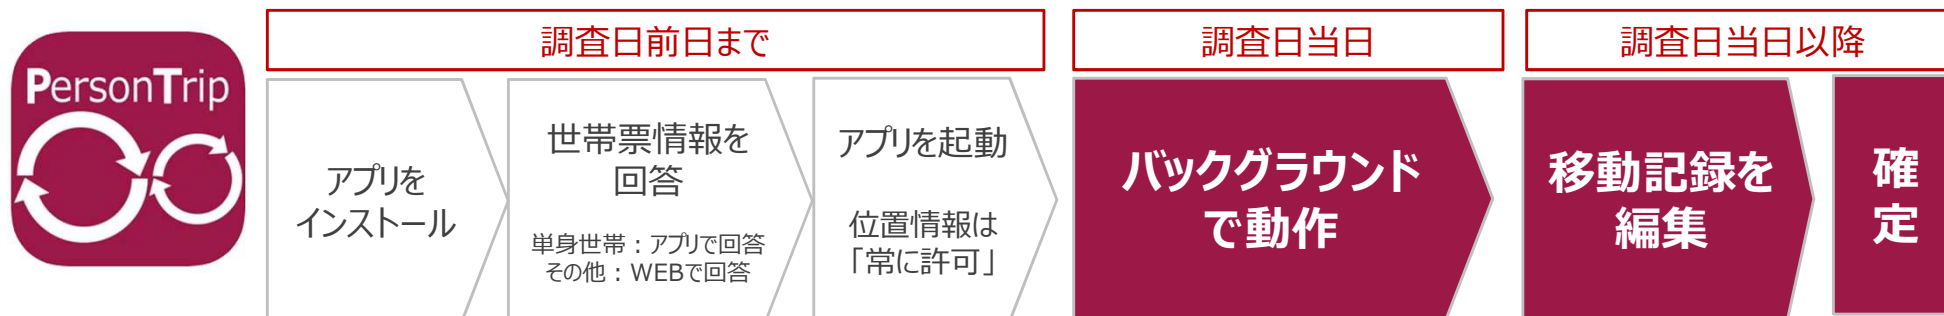 PersonTrip
調査日前日まで
アプリを
インストール
世帯票情報を
回答
単身世帯：アプリで回答
その他：WEBで回答
アプリを起動
位置情報は
「常に許可」
調査日当日
バックグラウンド
で動作
調査日当日以降
移動記録を
編集
確
定